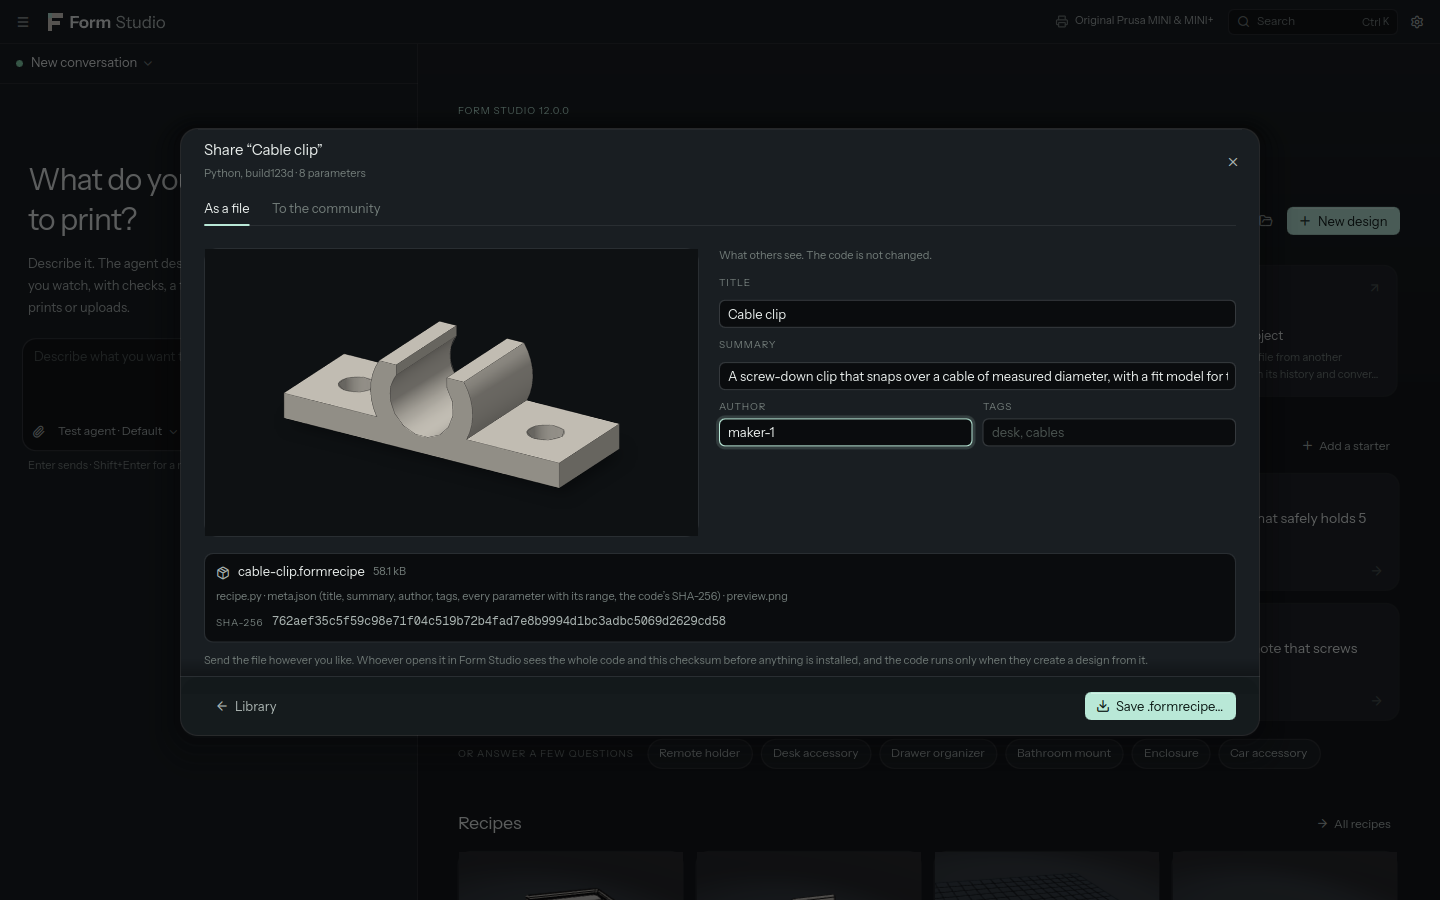 Form Studio
Original Prusa MINI & MINI+
Search
Ctrl K
New conversation
FORM STUDIO 12.0.0
What do you
to print?
Describe it. The agent des
you watch, with checks, a
prints or uploads.
Describe what you want
Test agent · Default
Enter sends · Shift+Enter for a
New design
file from another
its history and conver...
Add a starter
that safely holds 5
that screws
Share “Cable clip”
Python, build123d · 8 parameters
As a file
To the community
What others see. The code is not changed.
TITLE
Cable clip
SUMMARY
A screw-down clip that snaps over a cable of measured diameter, with a fit model for
AUTHOR
TAGS
maker-1
desk, cables
cable-clip.formrecipe 58.1 kB
recipe.py · meta.json (title, summary, author, tags, every parameter with its range, the code's SHA-256) · preview.png
SHA-256 762aef35c5f59c98e71f04c519b72b4fad7e8b9994d1bc3adbc5069d2629cd58
Send the file however you like. Whoever opens it in Form Studio sees the whole code and this checksum before anything is installed, and the code runs only when they create a design from it.
Library
Save .formrecipe...
OR ANSWER A FEW QUESTIONS
Remote holder
Desk accessory
Drawer organizer
Bathroom mount
Enclosure
Car accessory
Recipes
All recipes